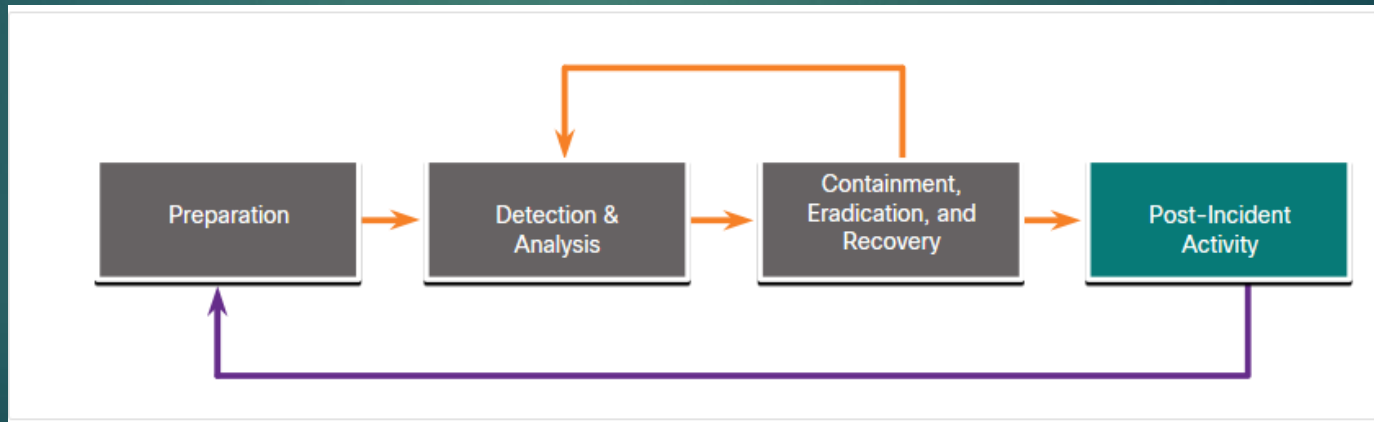 Preparation
Detection &
Analysis
Containment,
Eradication, and
Recovery
Post-Incident
Activity